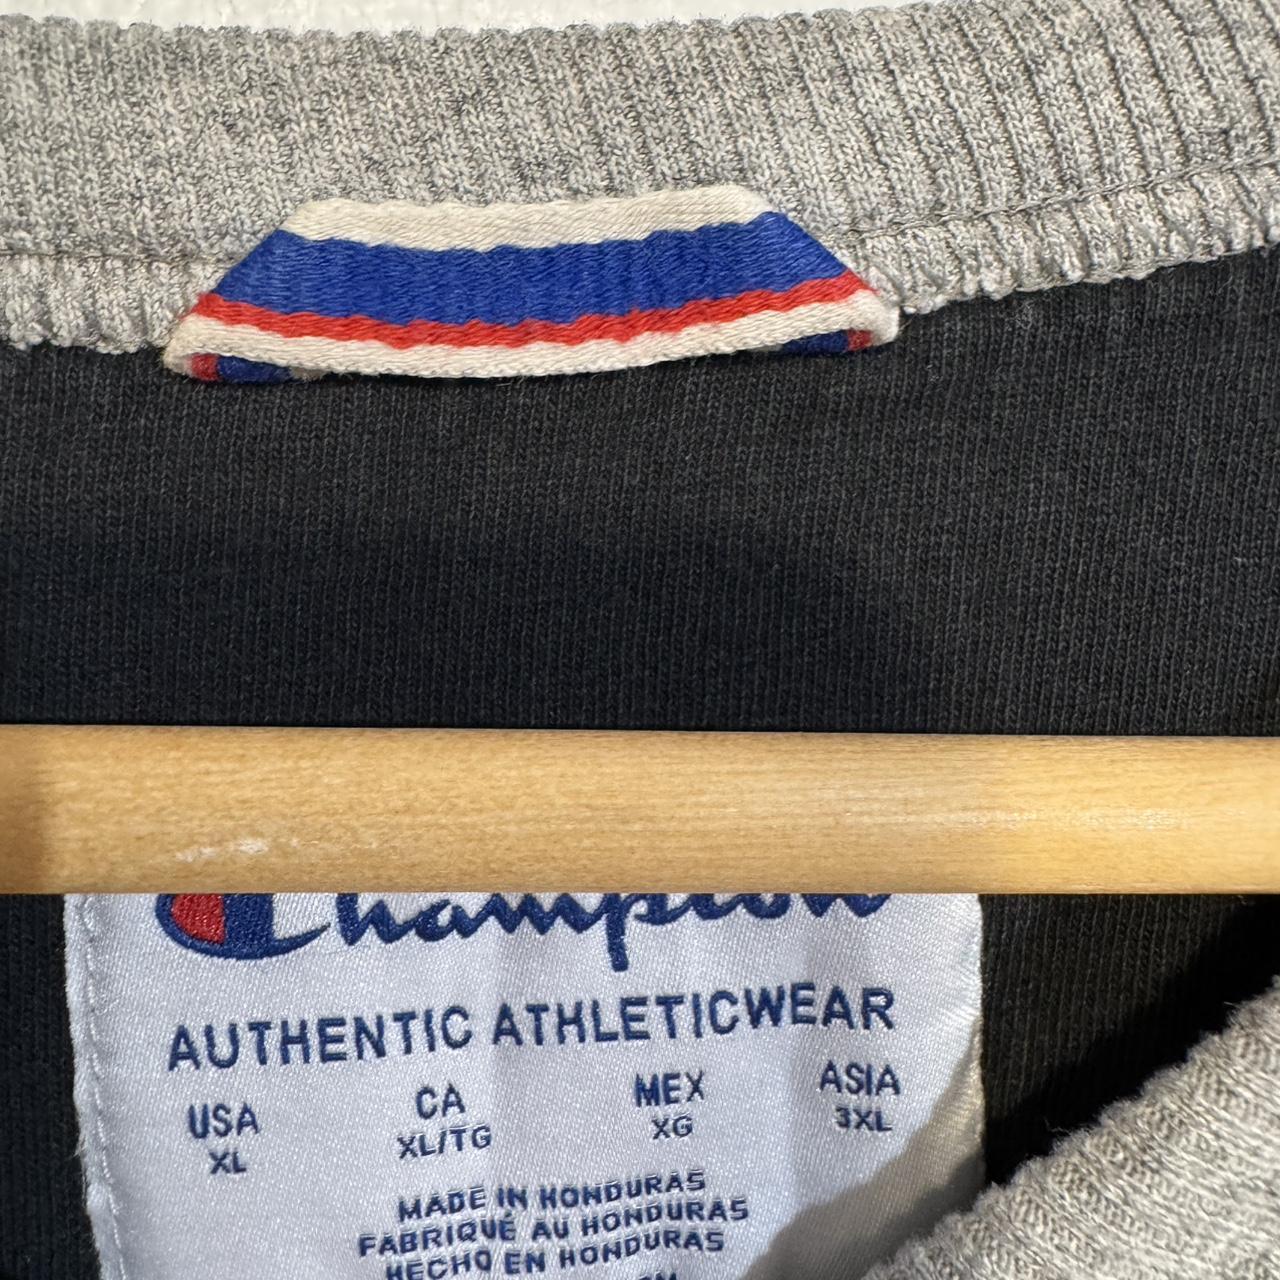 Champion
AUTHENTIC ATHLETICWEAR
USA CA MEX ASIA
XL XL/TG XG 3XL
MADE IN HONDURAS
FABRIQUÉ AU HONDURAS
HECHO EN HONDURAS